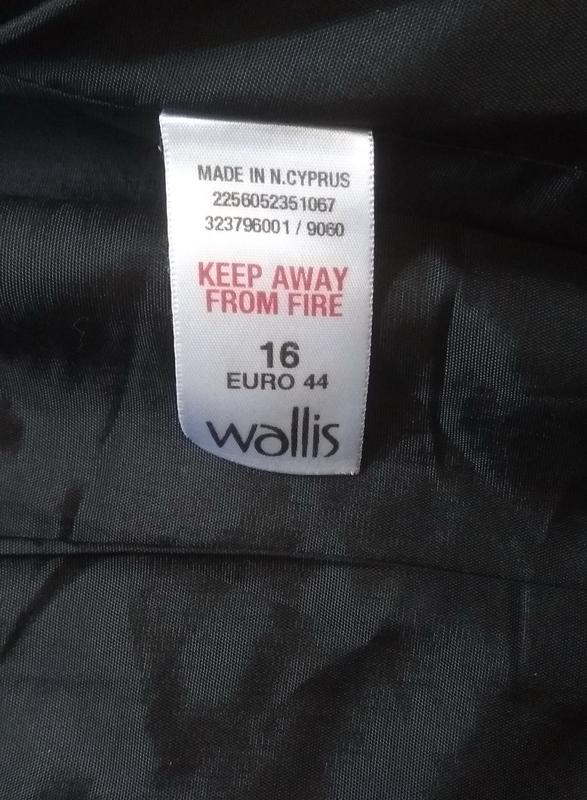 MADE IN N.CYPRUS
2256052351067
323796001 / 9060
KEEP AWAY
FROM FIRE
16
EURO 44
wallis